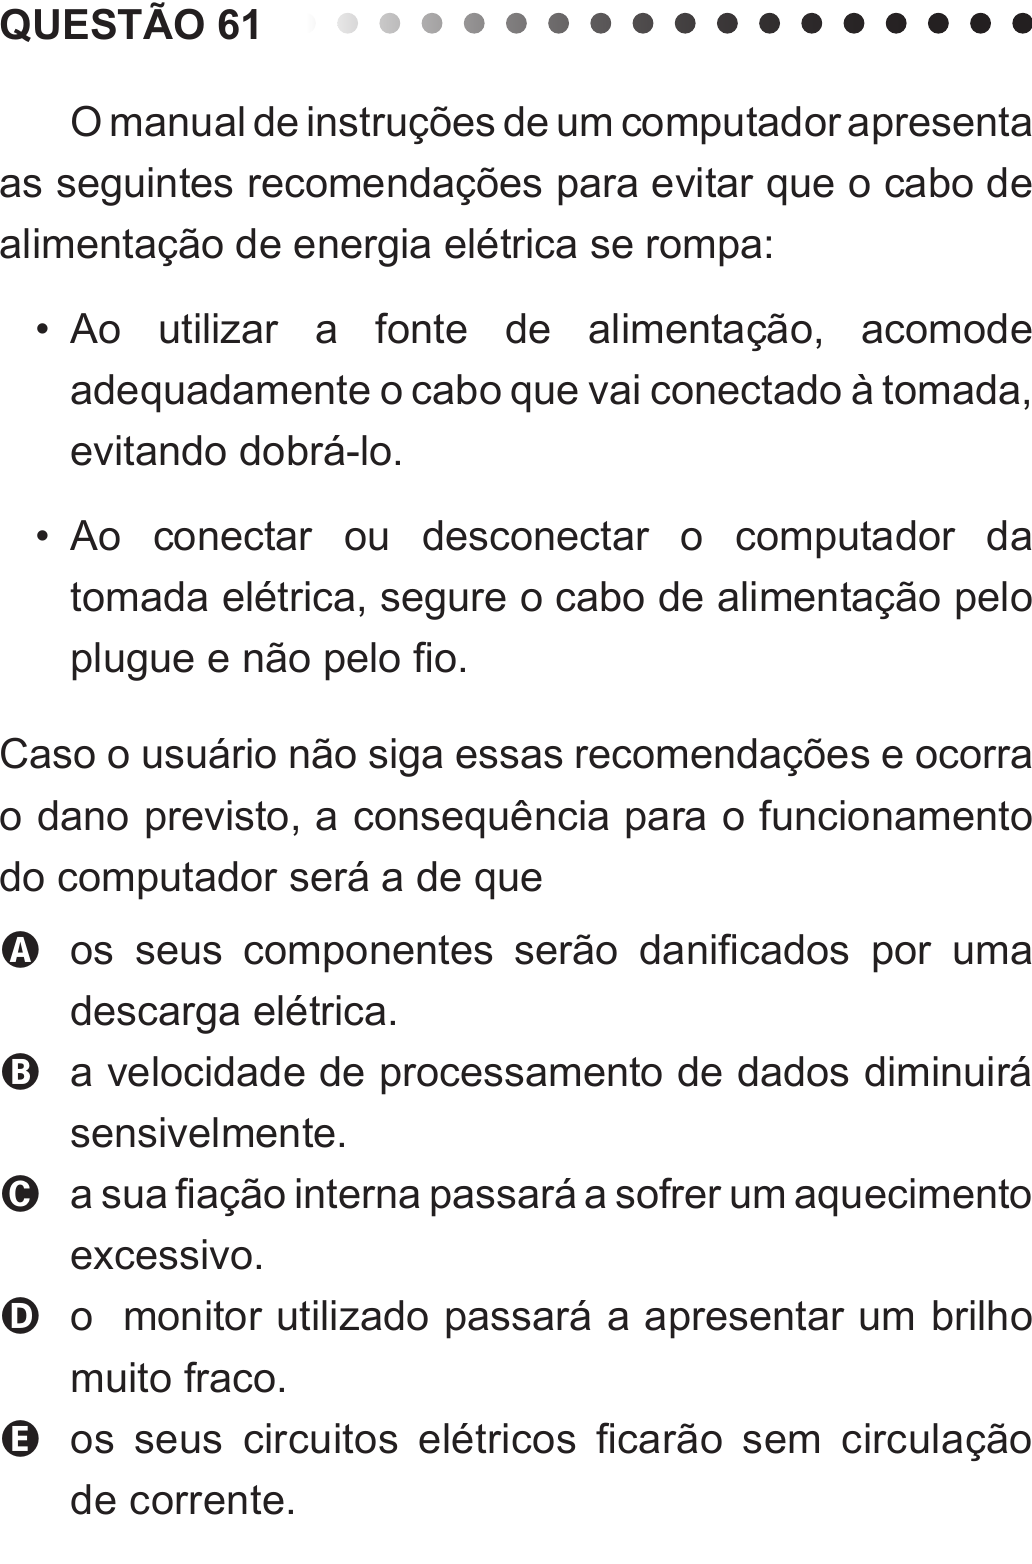 QUESTÃO 61
O manual de instruções de um computador apresenta
as seguintes recomendações para evitar que o cabo de
alimentação de energia elétrica se rompa:
• Ao utilizar a fonte de alimentação, acomode
adequadamente o cabo que vai conectado à tomada,
evitando dobrá-lo.
• Ao conectar ou desconectar o computador da
tomada elétrica, segure o cabo de alimentação pelo
plugue e não pelo fio.
Caso o usuário não siga essas recomendações e ocorra
o dano previsto, a consequência para o funcionamento
do computador será a de que
A os seus componentes serão danificados por uma
descarga elétrica.
B a velocidade de processamento de dados diminuirá
sensivelmente.
C a sua fiação interna passará a sofrer um aquecimento
excessivo.
D o monitor utilizado passará a apresentar um brilho
muito fraco.
E os seus circuitos elétricos ficarão sem circulação
de corrente.